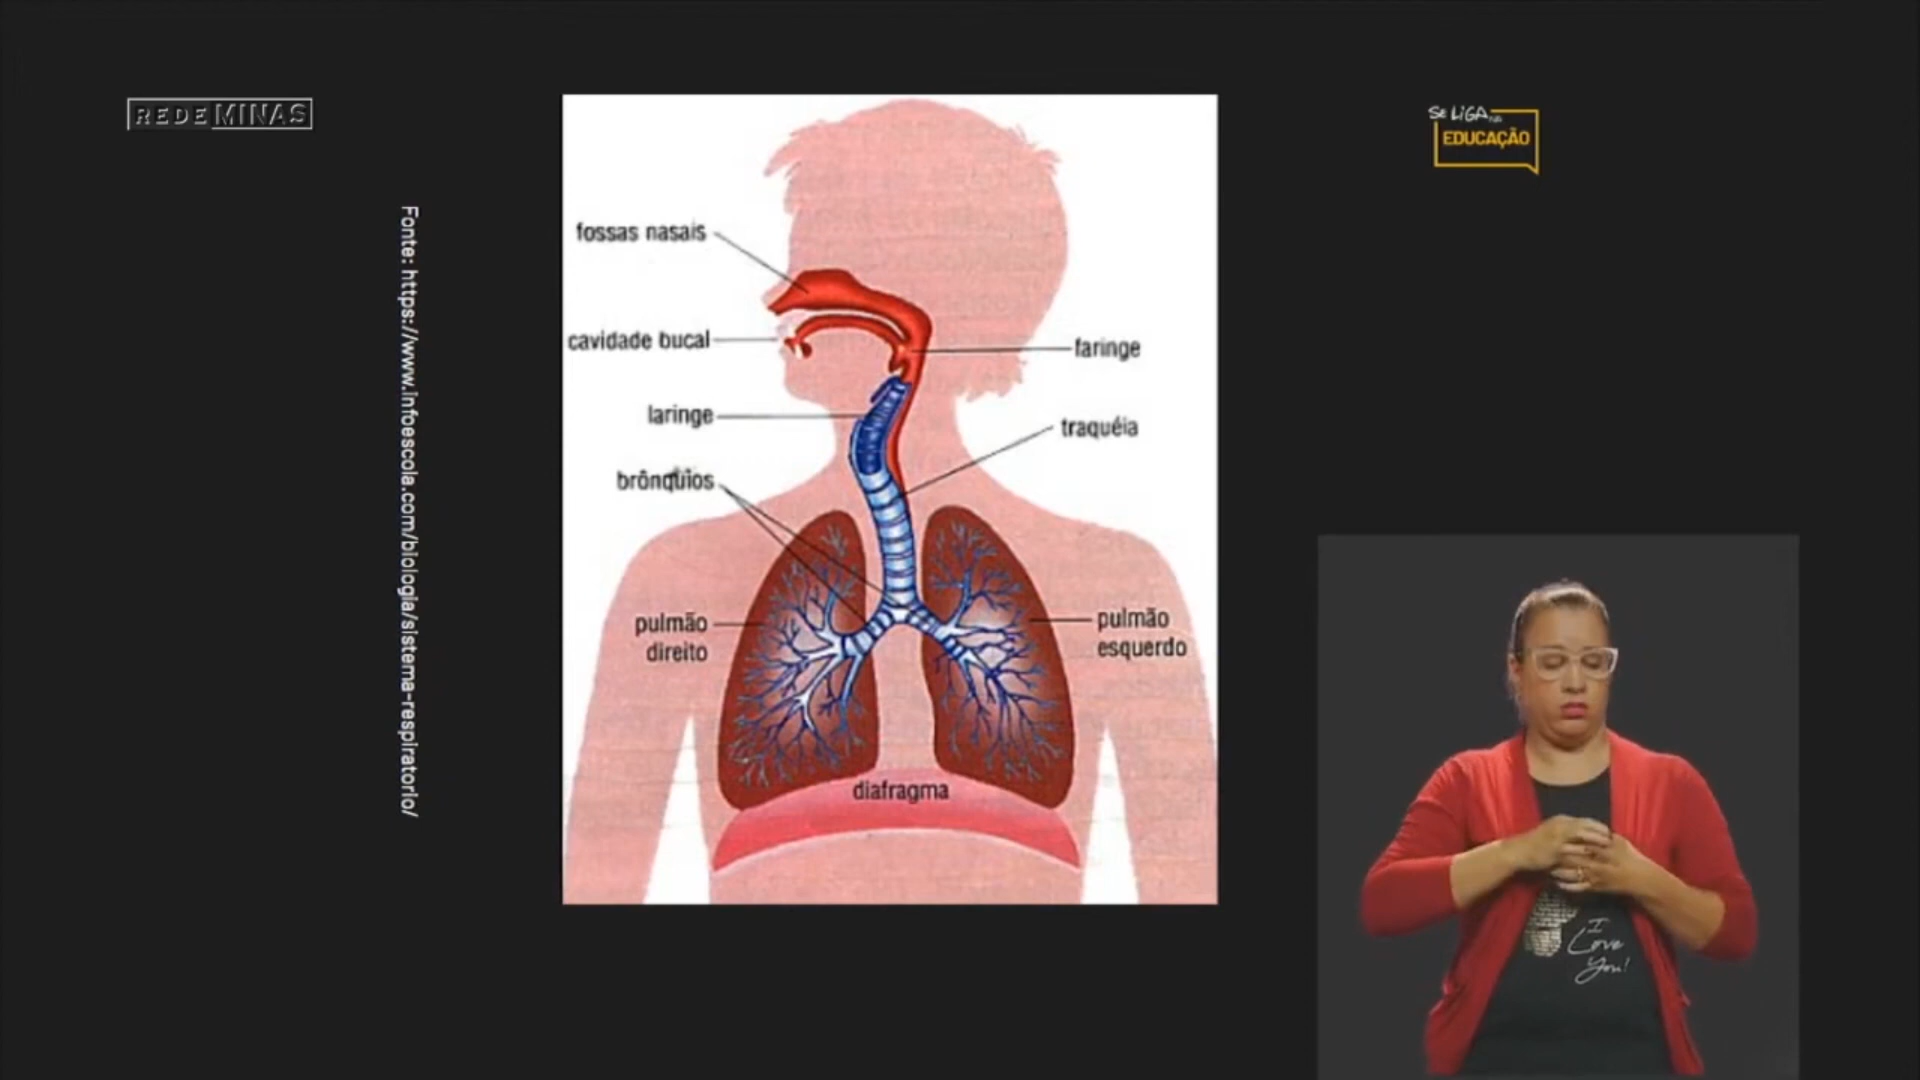 REDE MINAS
SE LIGA NA
EDUCAÇÃO
Fonte: https://www.infoescola.com/biologia/sistema-respiratorio/
fossas nasais
cavidade bucal
faringe
laringe
traquéia
brônquios
pulmão
direito
pulmão
esquerdo
diafragma
I
Love
You!